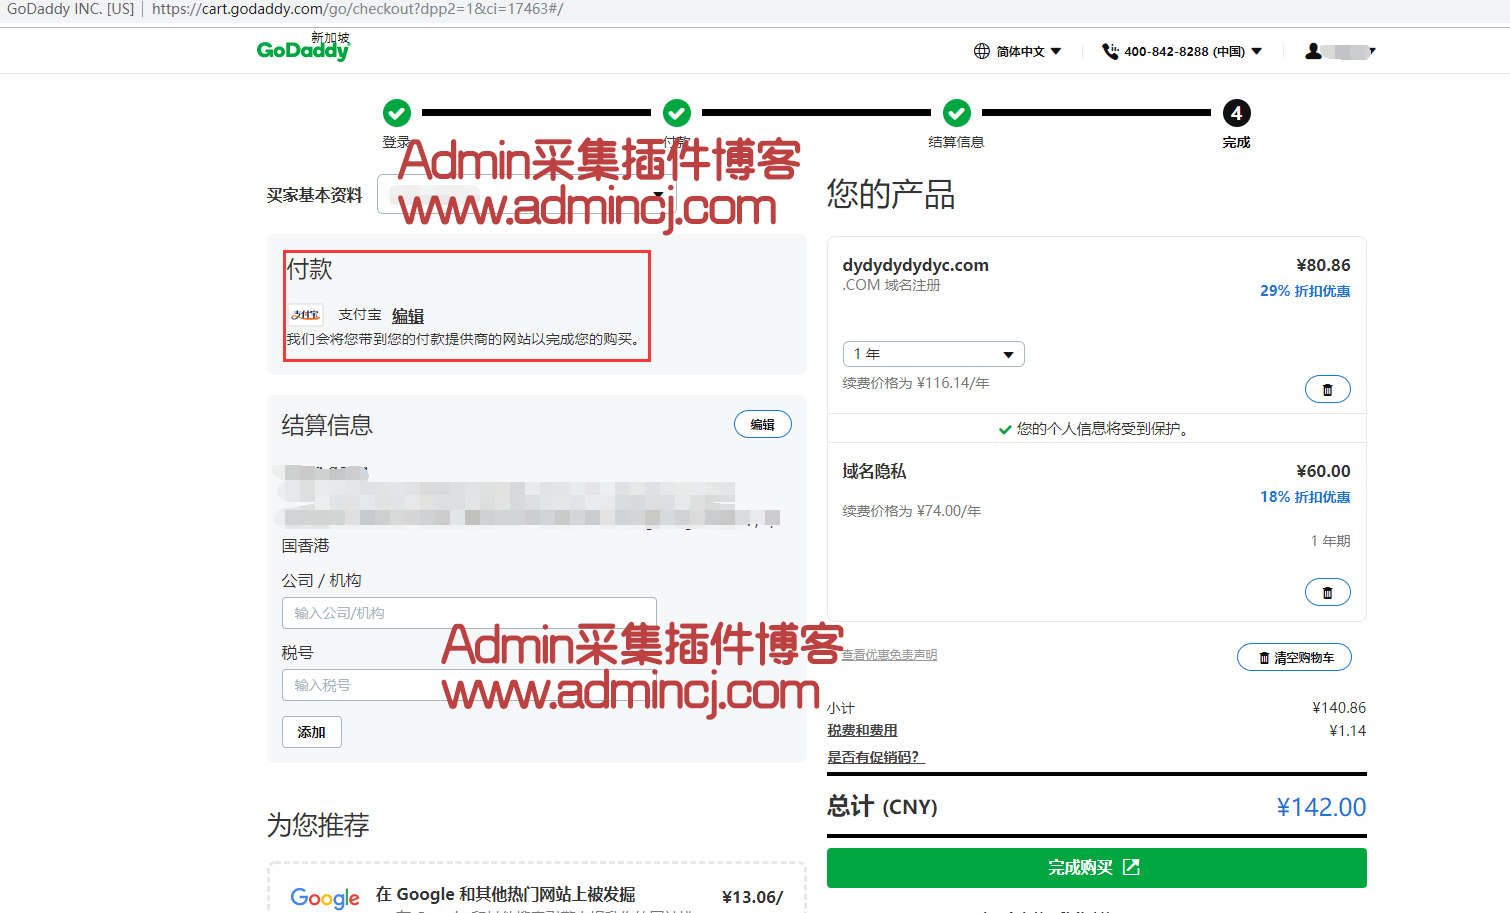 GoDaddy INC. [US] | https://cart.godaddy.com/go/checkout?dpp2=1&ci=17463#/
新加坡
GoDaddy
简体中文
400-842-8288 (中国)
登录
付款
结算信息
4
完成
Admin采集插件博客
www.admincj.com
买家基本资料
付款
支付宝 支付宝 编辑
我们会将您带到您的付款提供商的网站以完成您的购买。
结算信息
编辑
国香港
公司 / 机构
输入公司/机构
税号
输入税号
添加
Admin采集插件博客
www.admincj.com
为您推荐
Google
在 Google 和其他热门网站上被发掘
¥13.06/
您的产品
dydydydydyc.com
¥80.86
.COM 域名注册
29% 折扣优惠
1 年
续费价格为 ¥116.14/年
您的个人信息将受到保护。
域名隐私
¥60.00
18% 折扣优惠
续费价格为 ¥74.00/年
1 年期
查看优惠免责声明
清空购物车
小计
¥140.86
税费和费用
¥1.14
是否有促销码?
总计 (CNY)
¥142.00
完成购买